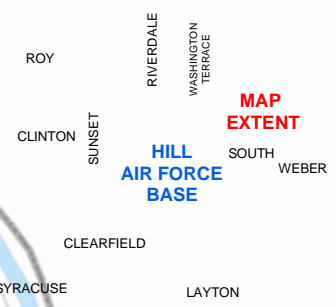 RIVERDALE
WASHINGTON
TERRACE
ROY
MAP
EXTENT
CLINTON
SUNSET
HILL
AIR FORCE
BASE
SOUTH
WEBER
CLEARFIELD
SYRACUSE
LAYTON